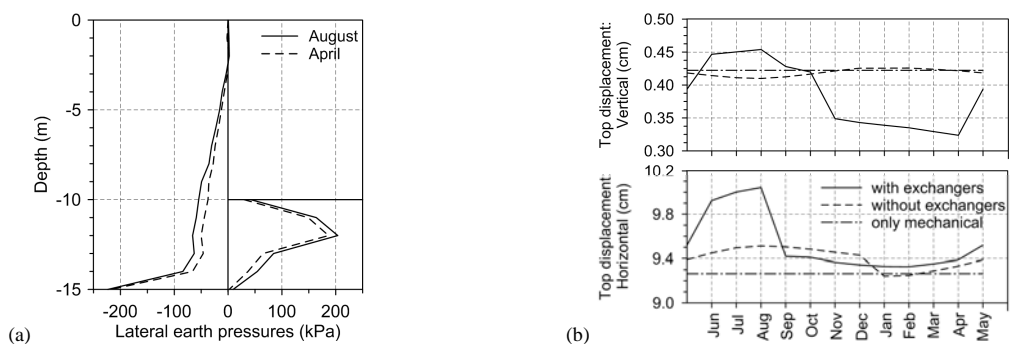 0
-5
-10
-15
Depth (m)
August
April
-200 -100 0 100 200
Lateral earth pressures (kPa)
(a)
0.50
0.45
0.40
0.35
0.30
Top displacement:
Vertical (cm)
10.2
9.8
9.4
9.0
Top displacement:
Horizontal (cm)
with exchangers
without exchangers
only mechanical
Jun Jul Aug Sep Oct Nov Dec Jan Feb Mar Apr May
(b)